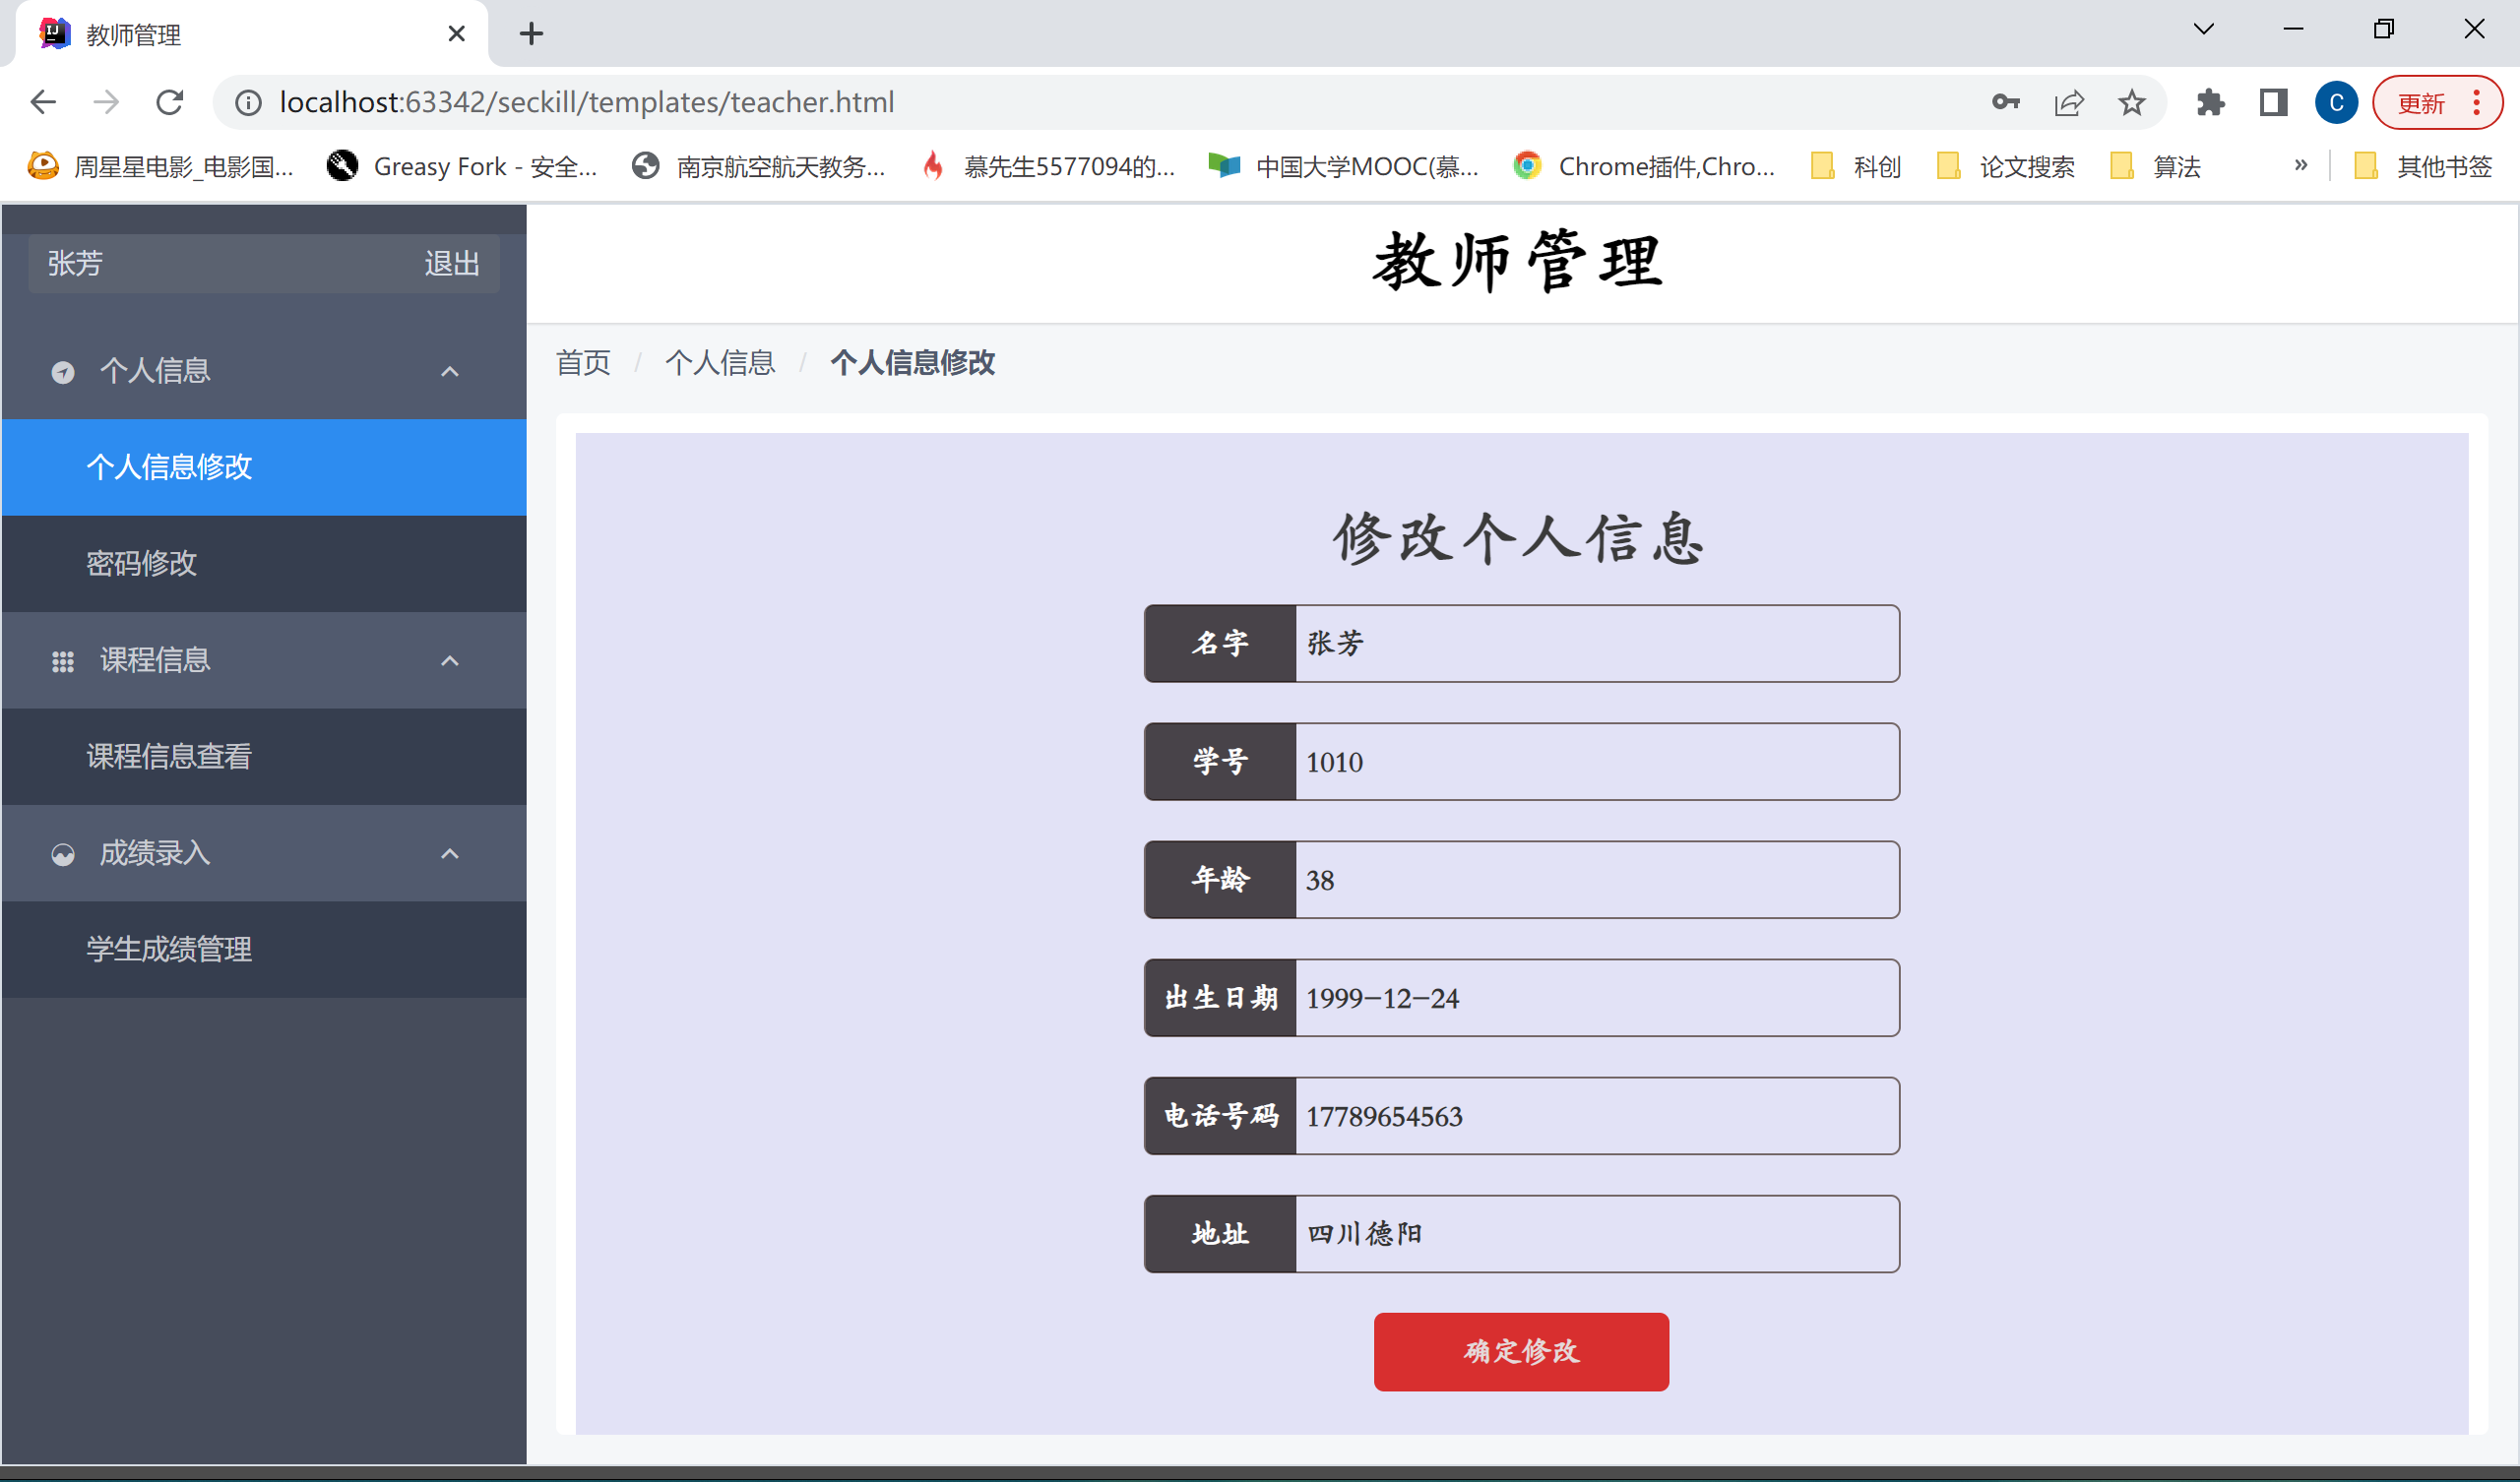 教师管理
localhost:63342/seckill/templates/teacher.html
C
更新
周星星电影_电影国...
Greasy Fork - 安全...
南京航空航天教务...
慕先生5577094的...
中国大学MOOC(慕...
Chrome插件,Chro...
科创
论文搜索
算法
»
其他书签
张芳 退出
教师管理
首页 / 个人信息 / 个人信息修改
个人信息
个人信息修改
密码修改
课程信息
课程信息查看
成绩录入
学生成绩管理
修改个人信息
名字 张芳
学号 1010
年龄 38
出生日期 1999-12-24
电话号码 17789654563
地址 四川德阳
确定修改